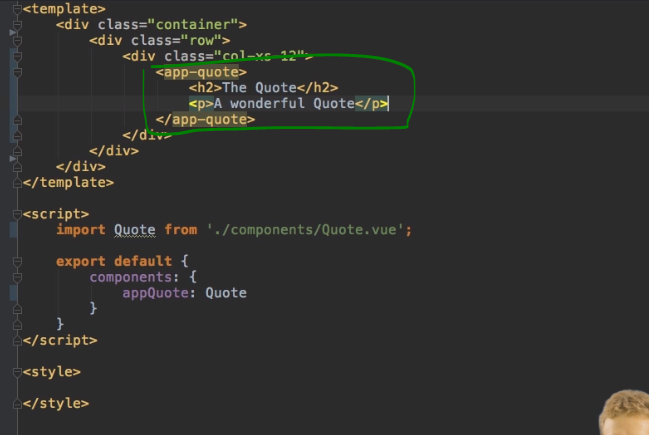 <template>
<div class="container">
<div class="row">
<div class="col-xs-12">
<app-quote>
<h2>The Quote</h2>
<p>A wonderful Quote</p>
</app-quote>
</div>
</div>
</div>
</template>
<script>
import Quote from './components/Quote.vue';
export default {
components: {
appQuote: Quote
}
}
</script>
<style>
</style>